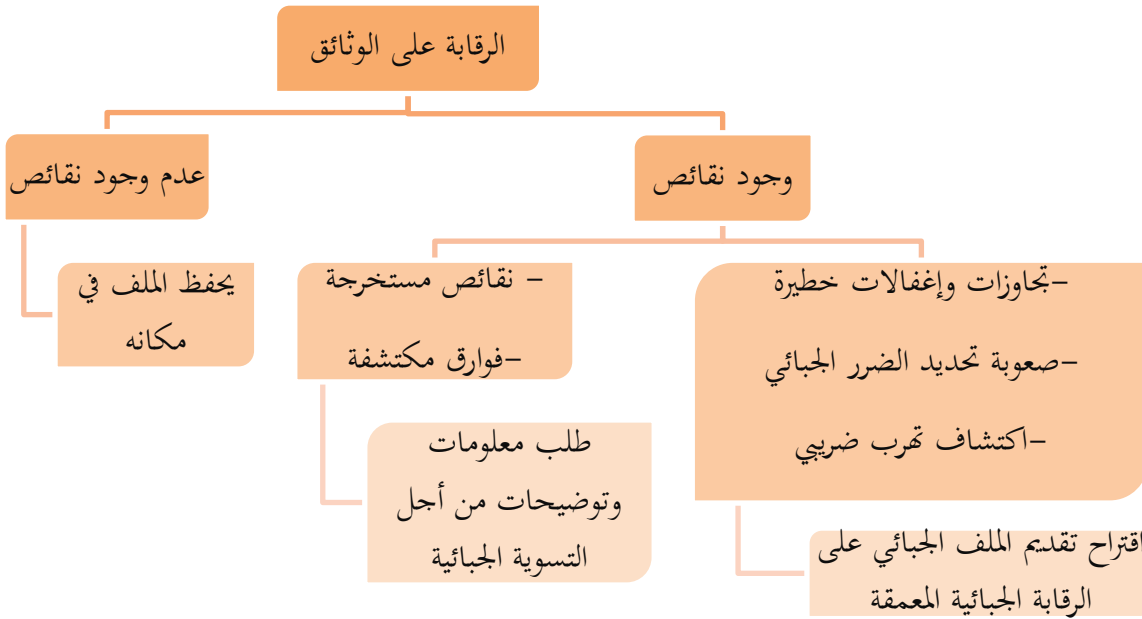 الرقابة على الوثائق
وجود نقائص
عدم وجود نقائص
-تجاوزات وإغفالات خطيرة
-صعوبة تحديد الضرر الجبائي
-اكتشاف تهرب ضريبي
اقتراح تقديم الملف الجبائي على
الرقابة الجبائية المعمقة
- نقائص مستخرجة
-فوارق مكتشفة
طلب معلومات
وتوضيحات من أجل
التسوية الجبائية
يحفظ الملف في
مكانه